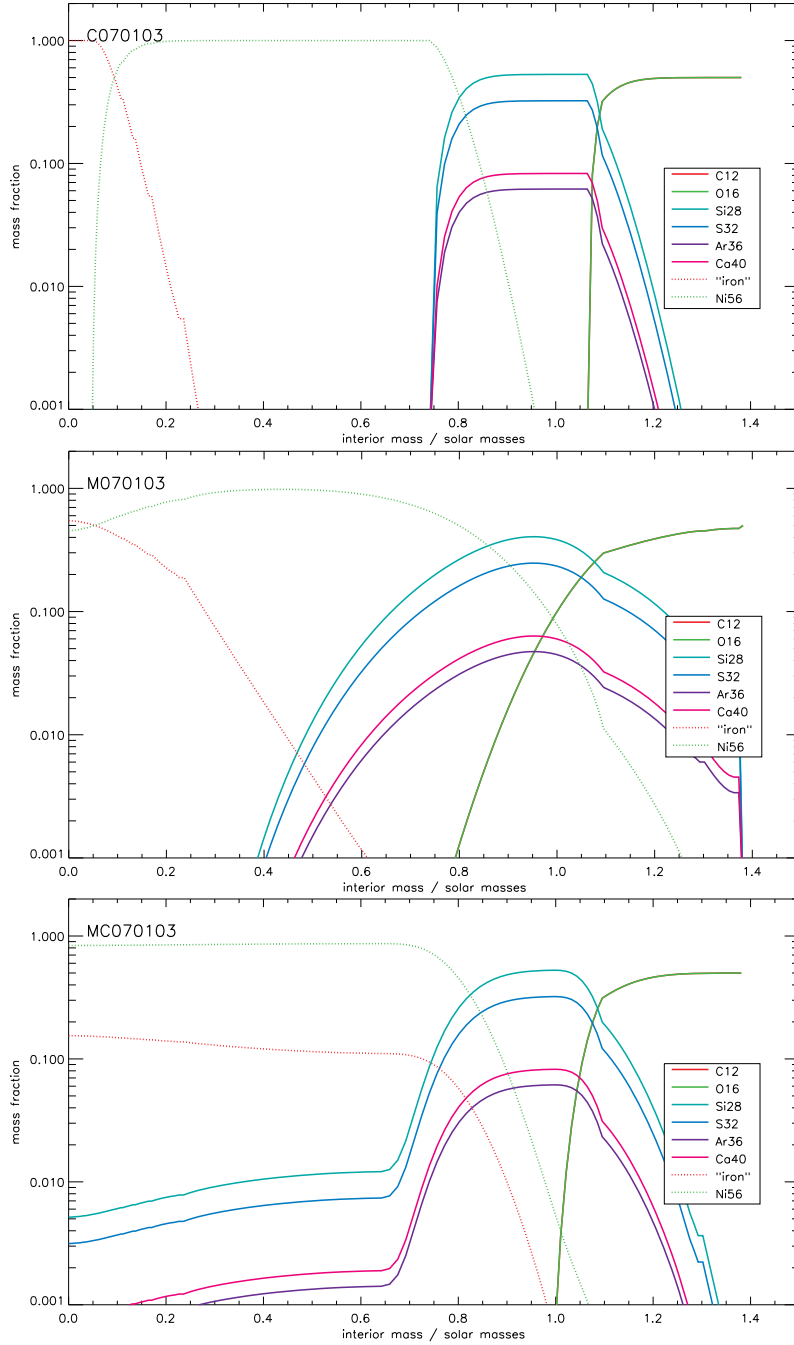 C070103
1.000
0.100
0.010
0.001
mass fraction
C12
O16
Si28
S32
Ar36
Ca40
"iron"
Ni56
0.0 0.2 0.4 0.6 0.8 1.0 1.2 1.4
interior mass / solar masses
M070103
1.000
0.100
0.010
0.001
mass fraction
C12
O16
Si28
S32
Ar36
Ca40
"iron"
Ni56
0.0 0.2 0.4 0.6 0.8 1.0 1.2 1.4
interior mass / solar masses
MC070103
1.000
0.100
0.010
0.001
mass fraction
C12
O16
Si28
S32
Ar36
Ca40
"iron"
Ni56
0.0 0.2 0.4 0.6 0.8 1.0 1.2 1.4
interior mass / solar masses